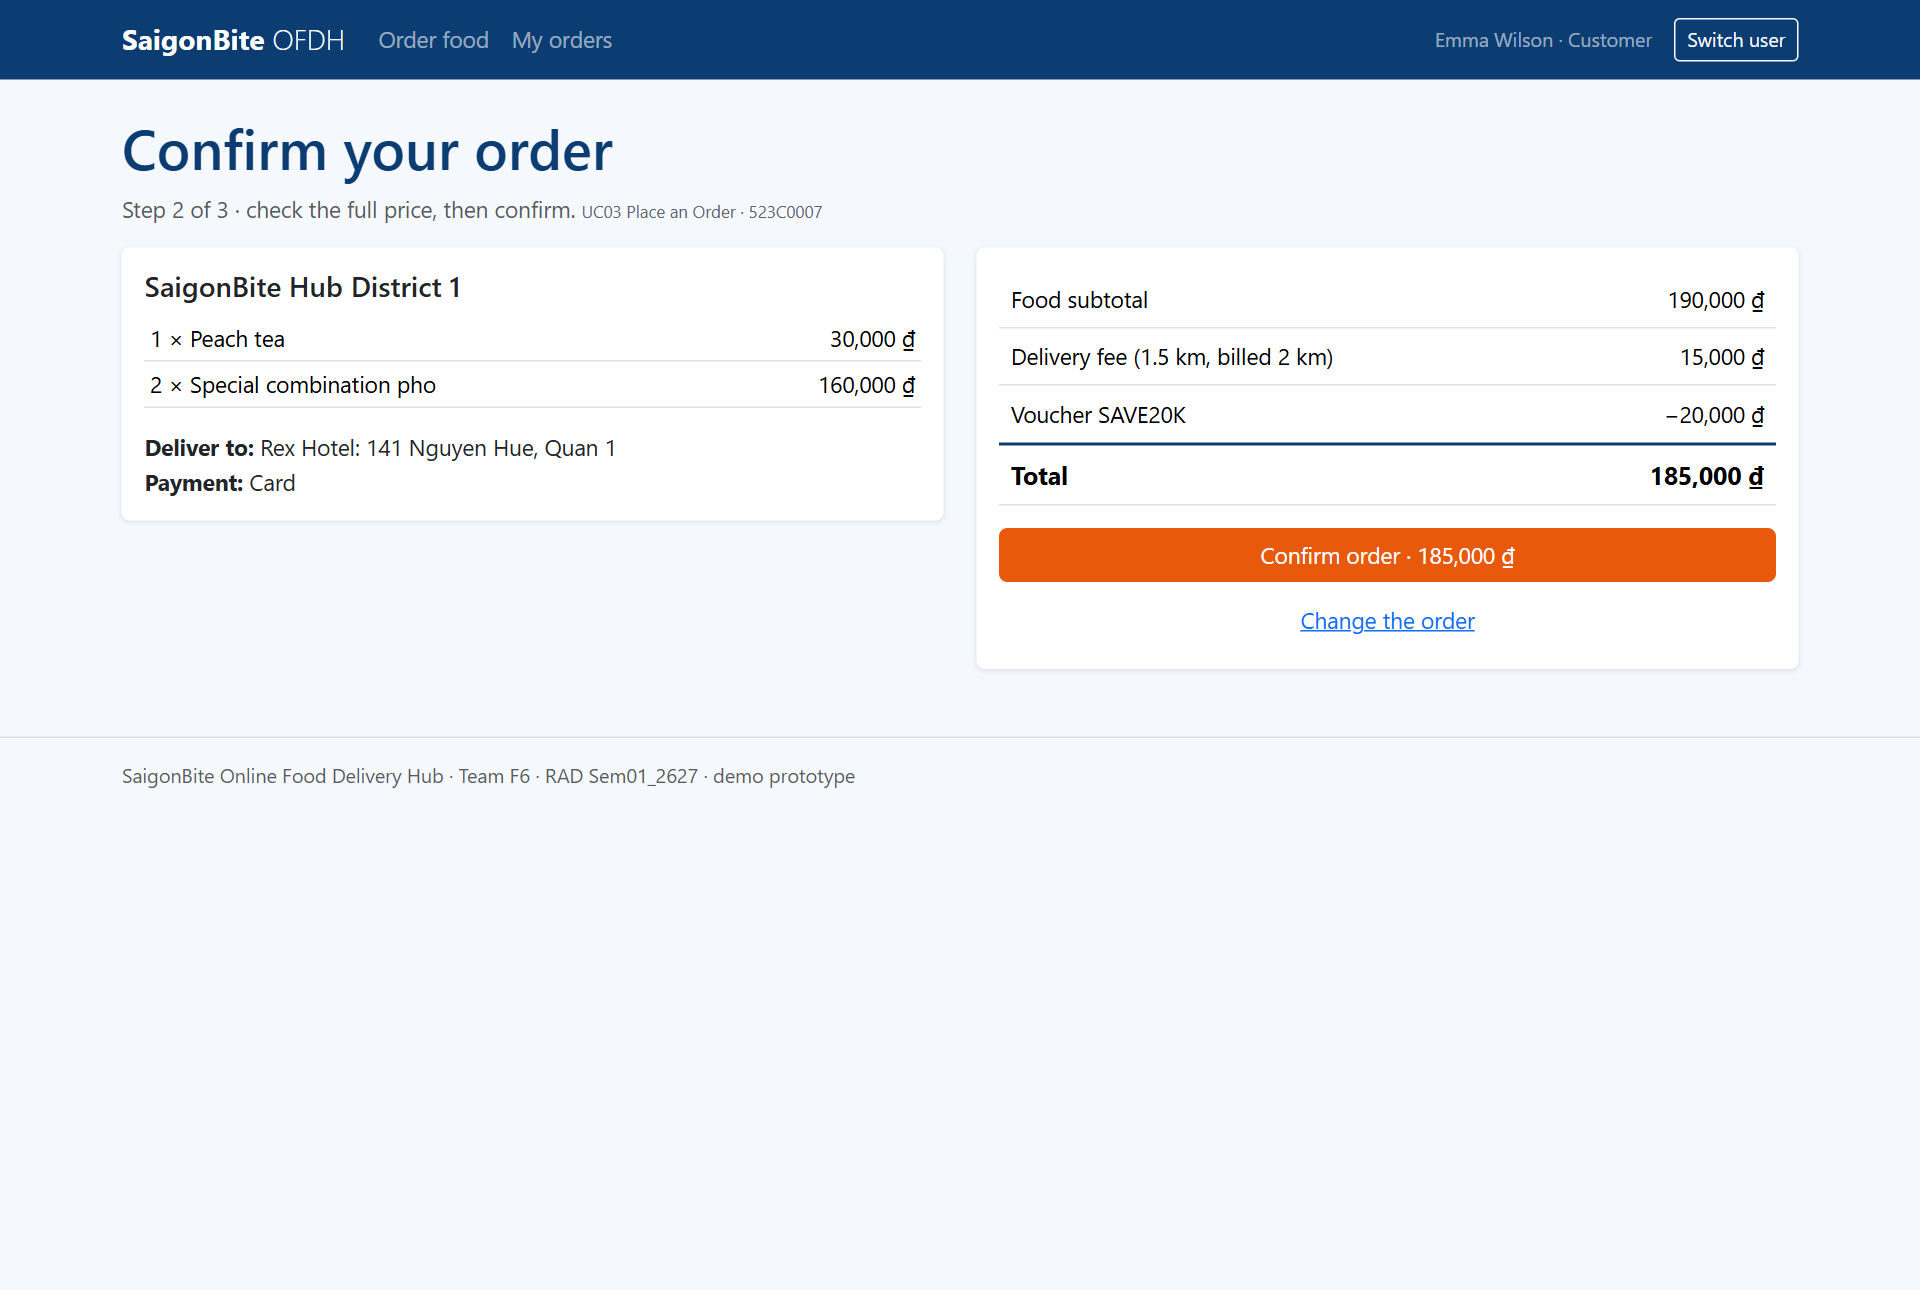 SaigonBite OFDH Order food My orders Emma Wilson · Customer Switch user
Confirm your order
Step 2 of 3 · check the full price, then confirm. UC03 Place an Order · 523C0007
SaigonBite Hub District 1
1 × Peach tea 30,000 ₫
2 × Special combination pho 160,000 ₫
Deliver to: Rex Hotel: 141 Nguyen Hue, Quan 1
Payment: Card
Food subtotal 190,000 ₫
Delivery fee (1.5 km, billed 2 km) 15,000 ₫
Voucher SAVE20K −20,000 ₫
Total 185,000 ₫
Confirm order · 185,000 ₫
Change the order
SaigonBite Online Food Delivery Hub · Team F6 · RAD Sem01_2627 · demo prototype